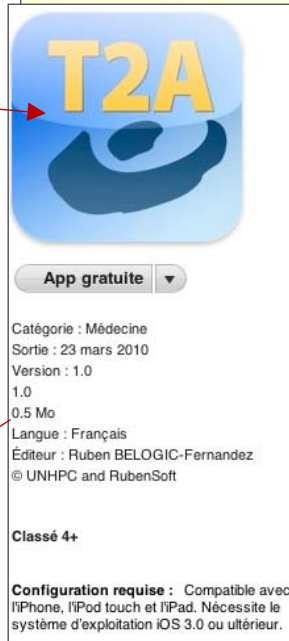 T2A
App gratuite
Catégorie : Médecine
Sortie : 23 mars 2010
Version : 1.0
1.0
0.5 Mo
Langue : Français
Éditeur : Ruben BELOGIC-Fernandez
© UNHPC and RubenSoft
Classé 4+
Configuration requise : Compatible avec
l'iPhone, l'iPod touch et l'iPad. Nécessite le
système d'exploitation iOS 3.0 ou ultérieur.